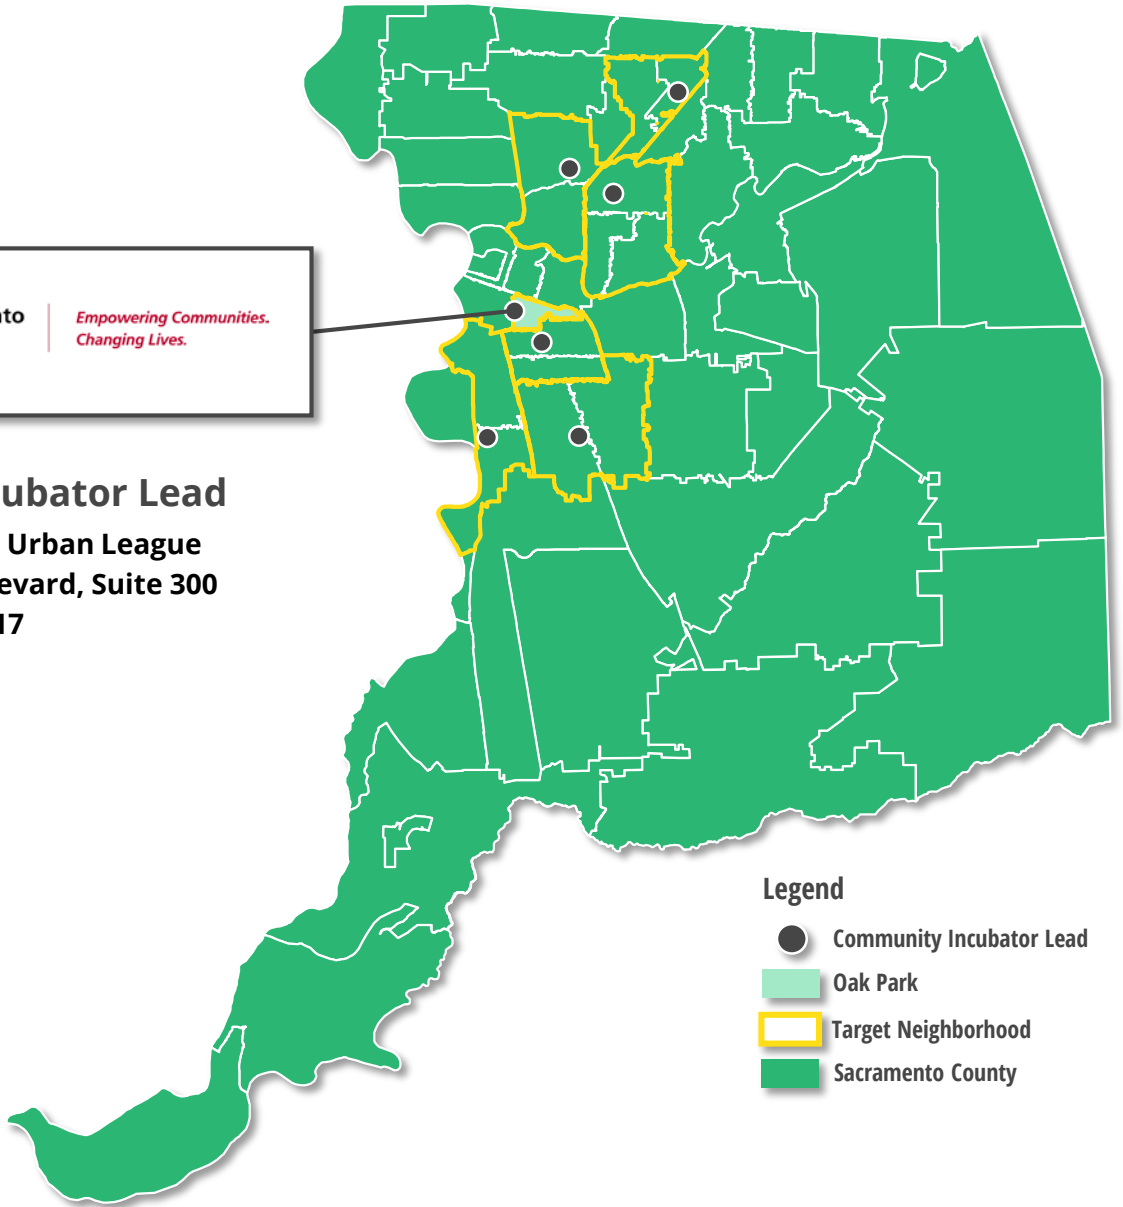 nto
Empowering Communities.
Changing Lives.
cubator Lead
Urban League
evard, Suite 300
17
Legend
Community Incubator Lead
Oak Park
Target Neighborhood
Sacramento County